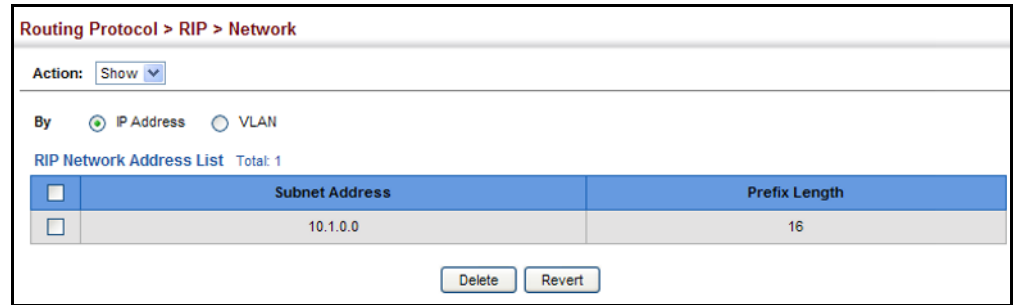 Routing Protocol > RIP > Network
Action: Show
By IP Address VLAN
RIP Network Address List Total: 1
Subnet Address Prefix Length
10.1.0.0 16
Delete Revert